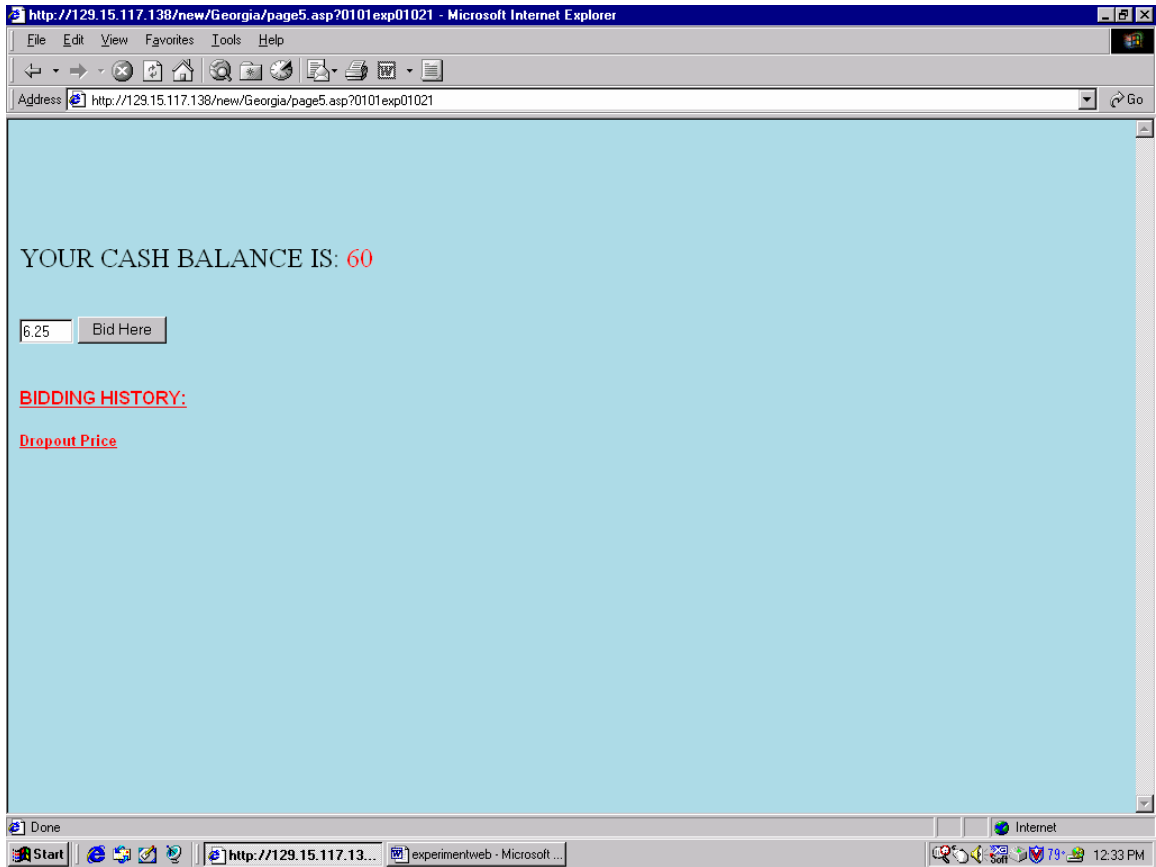 http://129.15.117.138/new/Georgia/page5.asp?0101exp01021 - Microsoft Internet Explorer
File Edit View Favorites Tools Help
Address http://129.15.117.138/new/Georgia/page5.asp?0101exp01021 Go
YOUR CASH BALANCE IS: 60
6.25 Bid Here
BIDDING HISTORY:
Dropout Price
Done Internet
Start http://129.15.117.13... experimentweb - Microsoft ... 79° 12:33 PM